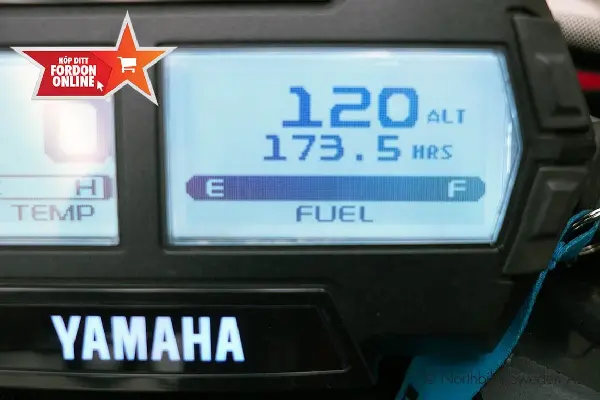 KÖP DITT
FORDON
ONLINE
120 ALT
173.5 HRS
H
E F
TEMP
FUEL
YAMAHA